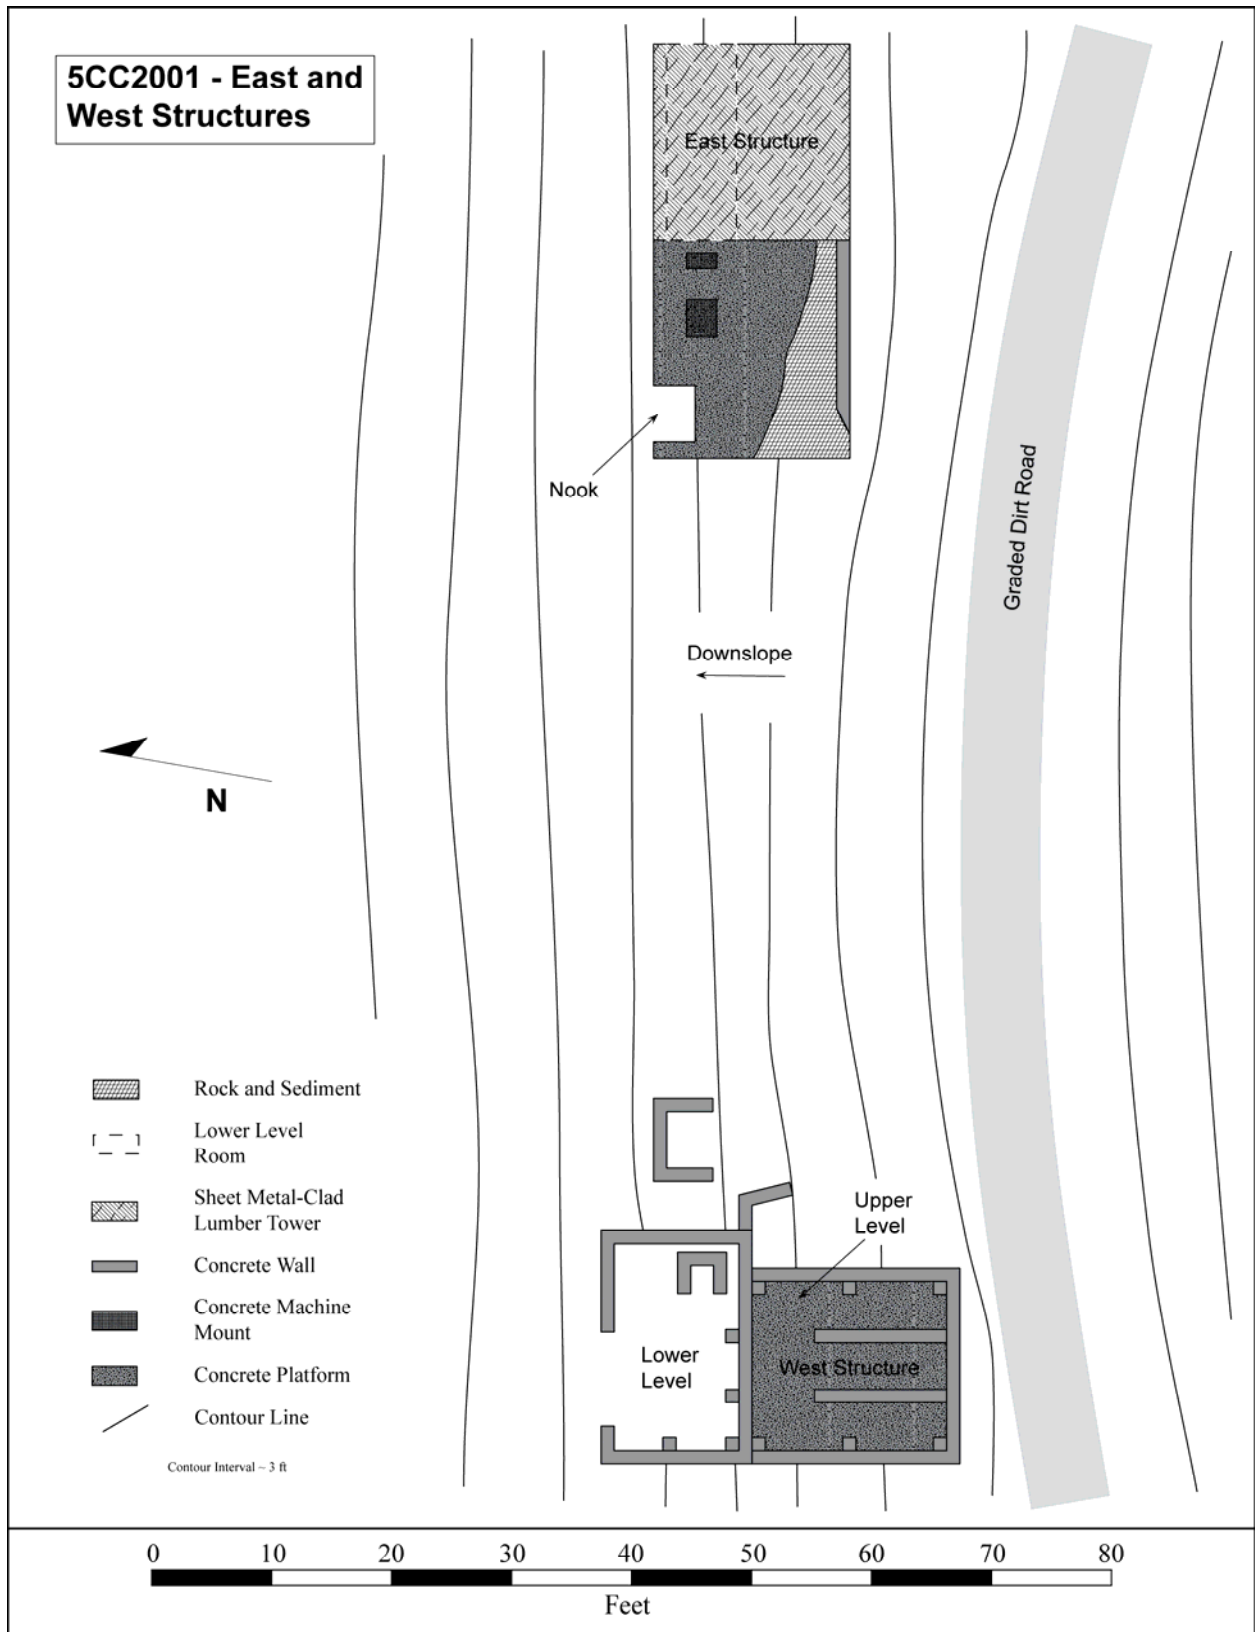 5CC2001 - East and
West Structures
East Structure
Nook
Graded Dirt Road
Downslope
N
Rock and Sediment
Lower Level
Room
Sheet Metal-Clad
Lumber Tower
Concrete Wall
Concrete Machine
Mount
Concrete Platform
Contour Line
Contour Interval ~ 3 ft
Upper
Level
Lower
Level
West Structure
0 10 20 30 40 50 60 70 80
Feet